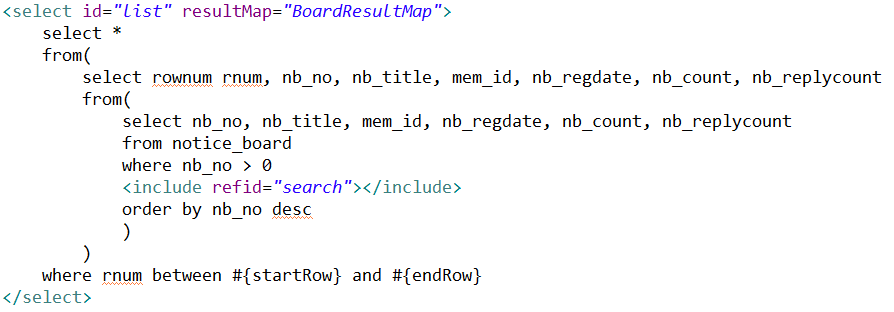 <select id="list" resultMap="BoardResultMap">
select *
from(
select rownum rnum, nb_no, nb_title, mem_id, nb_regdate, nb_count, nb_replycount
from(
select nb_no, nb_title, mem_id, nb_regdate, nb_count, nb_replycount
from notice_board
where nb_no > 0
<include refid="search"></include>
order by nb_no desc
)
)
where rnum between #{startRow} and #{endRow}
</select>